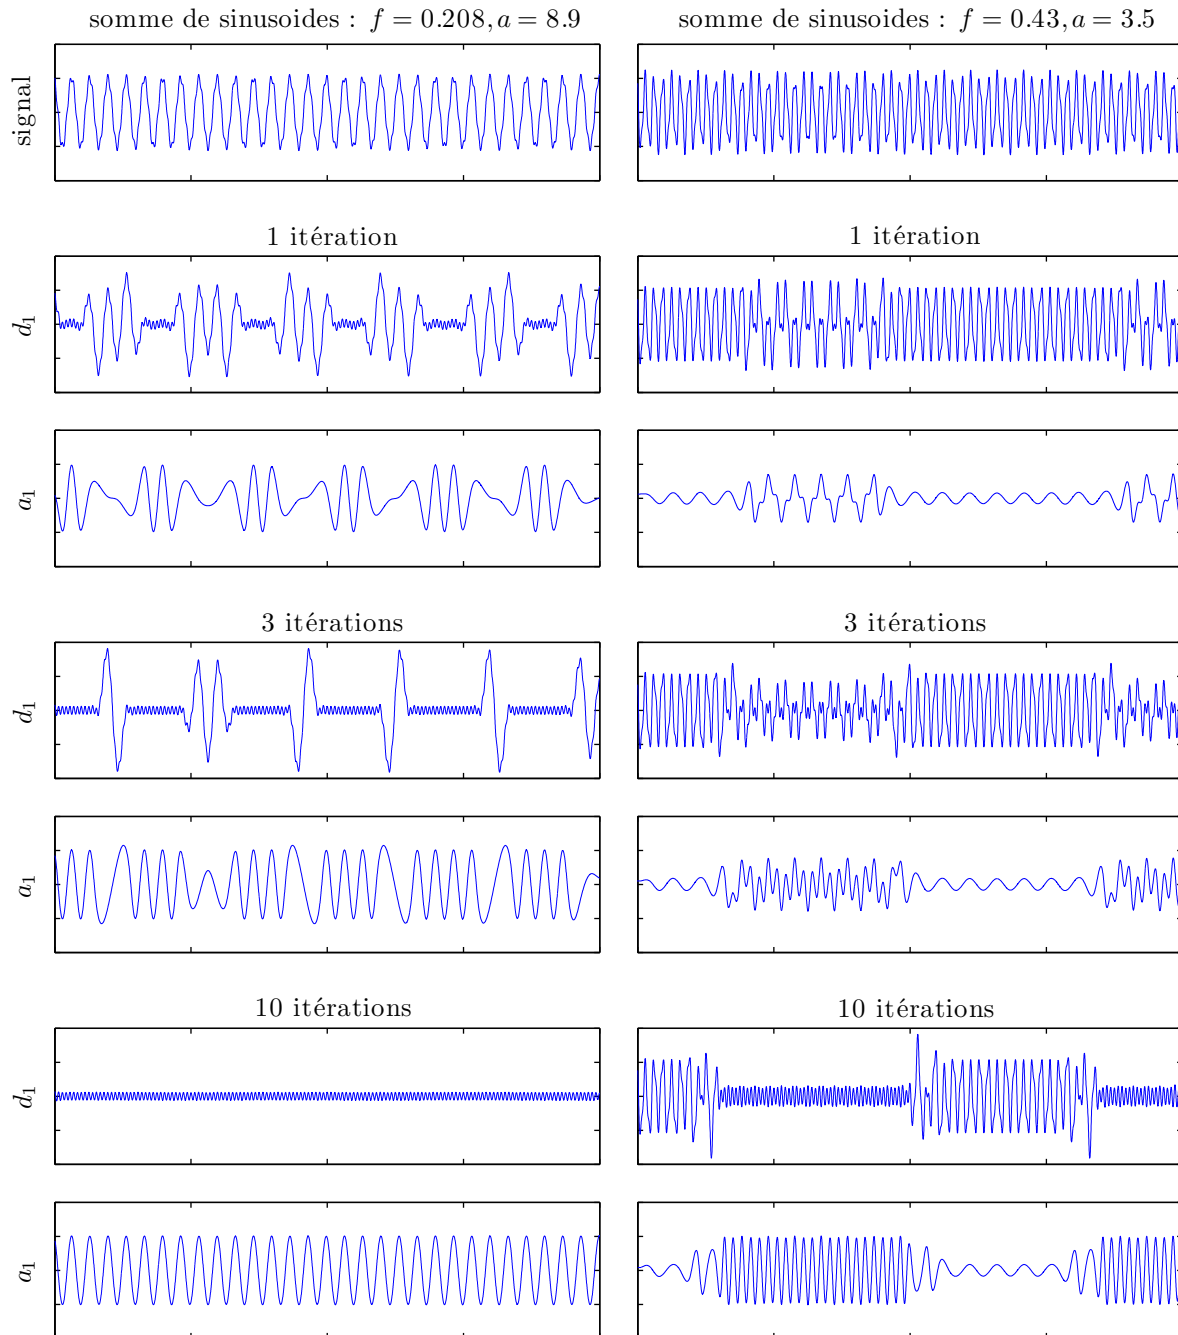 somme de sinusoides : f = 0.208, a = 8.9
somme de sinusoides : f = 0.43, a = 3.5
signal
1 itération
1 itération
d1
a1
3 itérations
3 itérations
d1
a1
10 itérations
10 itérations
d1
a1